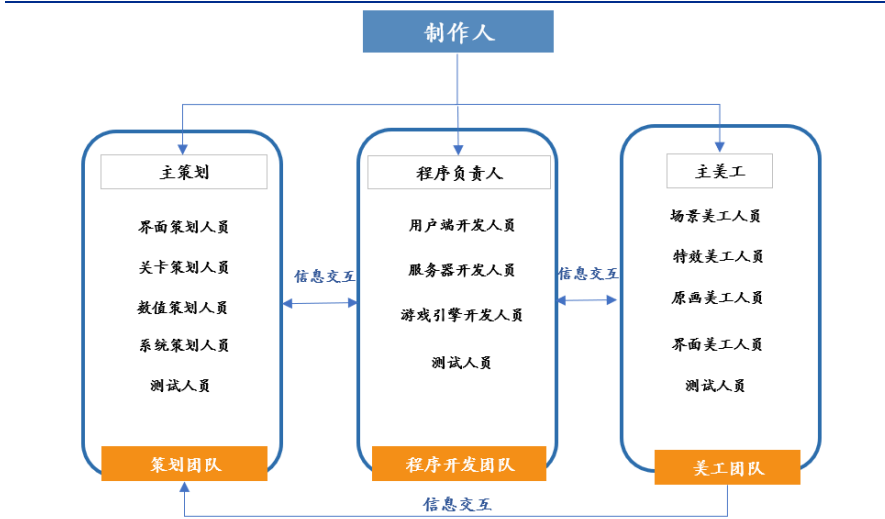 制作人
主策划
界面策划人员
关卡策划人员
数值策划人员
系统策划人员
测试人员
策划团队
信息交互
程序负责人
用户端开发人员
服务器开发人员
游戏引擎开发人员
测试人员
程序开发团队
信息交互
主美工
场景美工人员
特效美工人员
原画美工人员
界面美工人员
测试人员
美工团队
信息交互